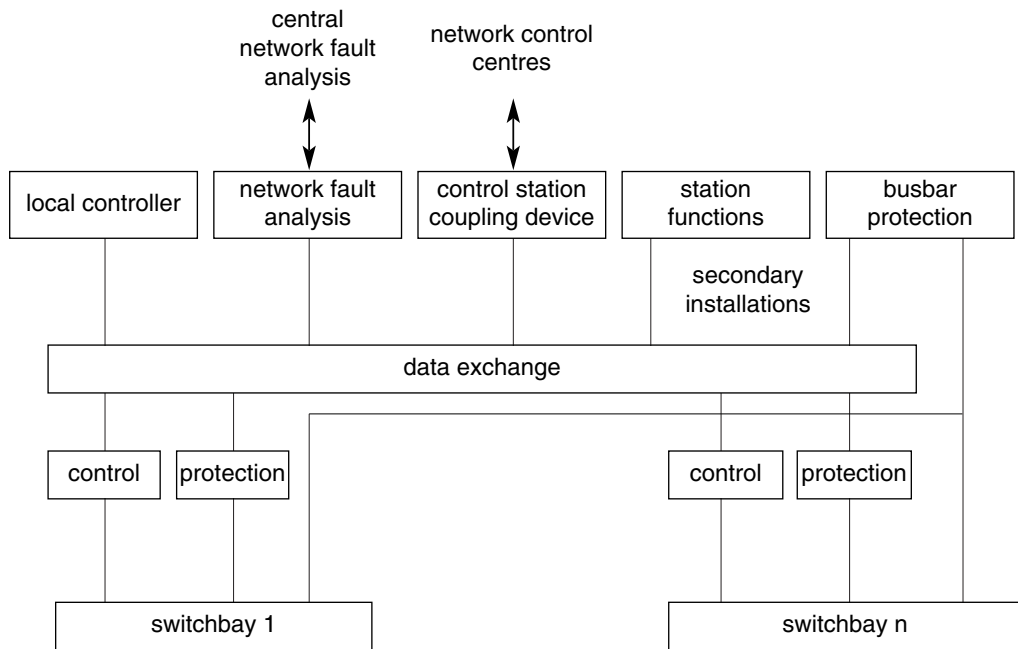 central
network fault
analysis
network control
centres
local controller
network fault
analysis
control station
coupling device
station
functions
busbar
protection
secondary
installations
data exchange
control
protection
control
protection
switchbay 1
switchbay n